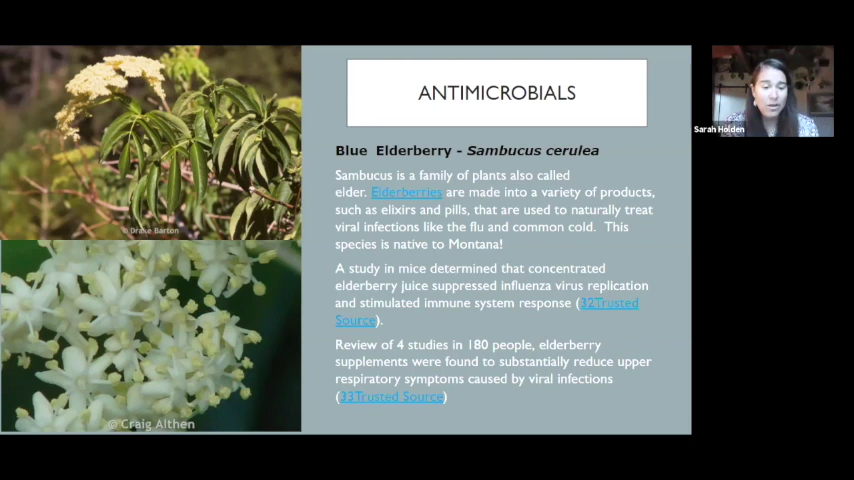 ANTIMICROBIALS
Sarah Holden
Blue Elderberry - Sambucus cerulea
Sambucus is a family of plants also called
elder. Elderberries are made into a variety of products,
such as elixirs and pills, that are used to naturally treat
viral infections like the flu and common cold. This
species is native to Montana!
A study in mice determined that concentrated
elderberry juice suppressed influenza virus replication
and stimulated immune system response (32Trusted
Source).
Review of 4 studies in 180 people, elderberry
supplements were found to substantially reduce upper
respiratory symptoms caused by viral infections
(33Trusted Source)
© Barton
© Craig Althen